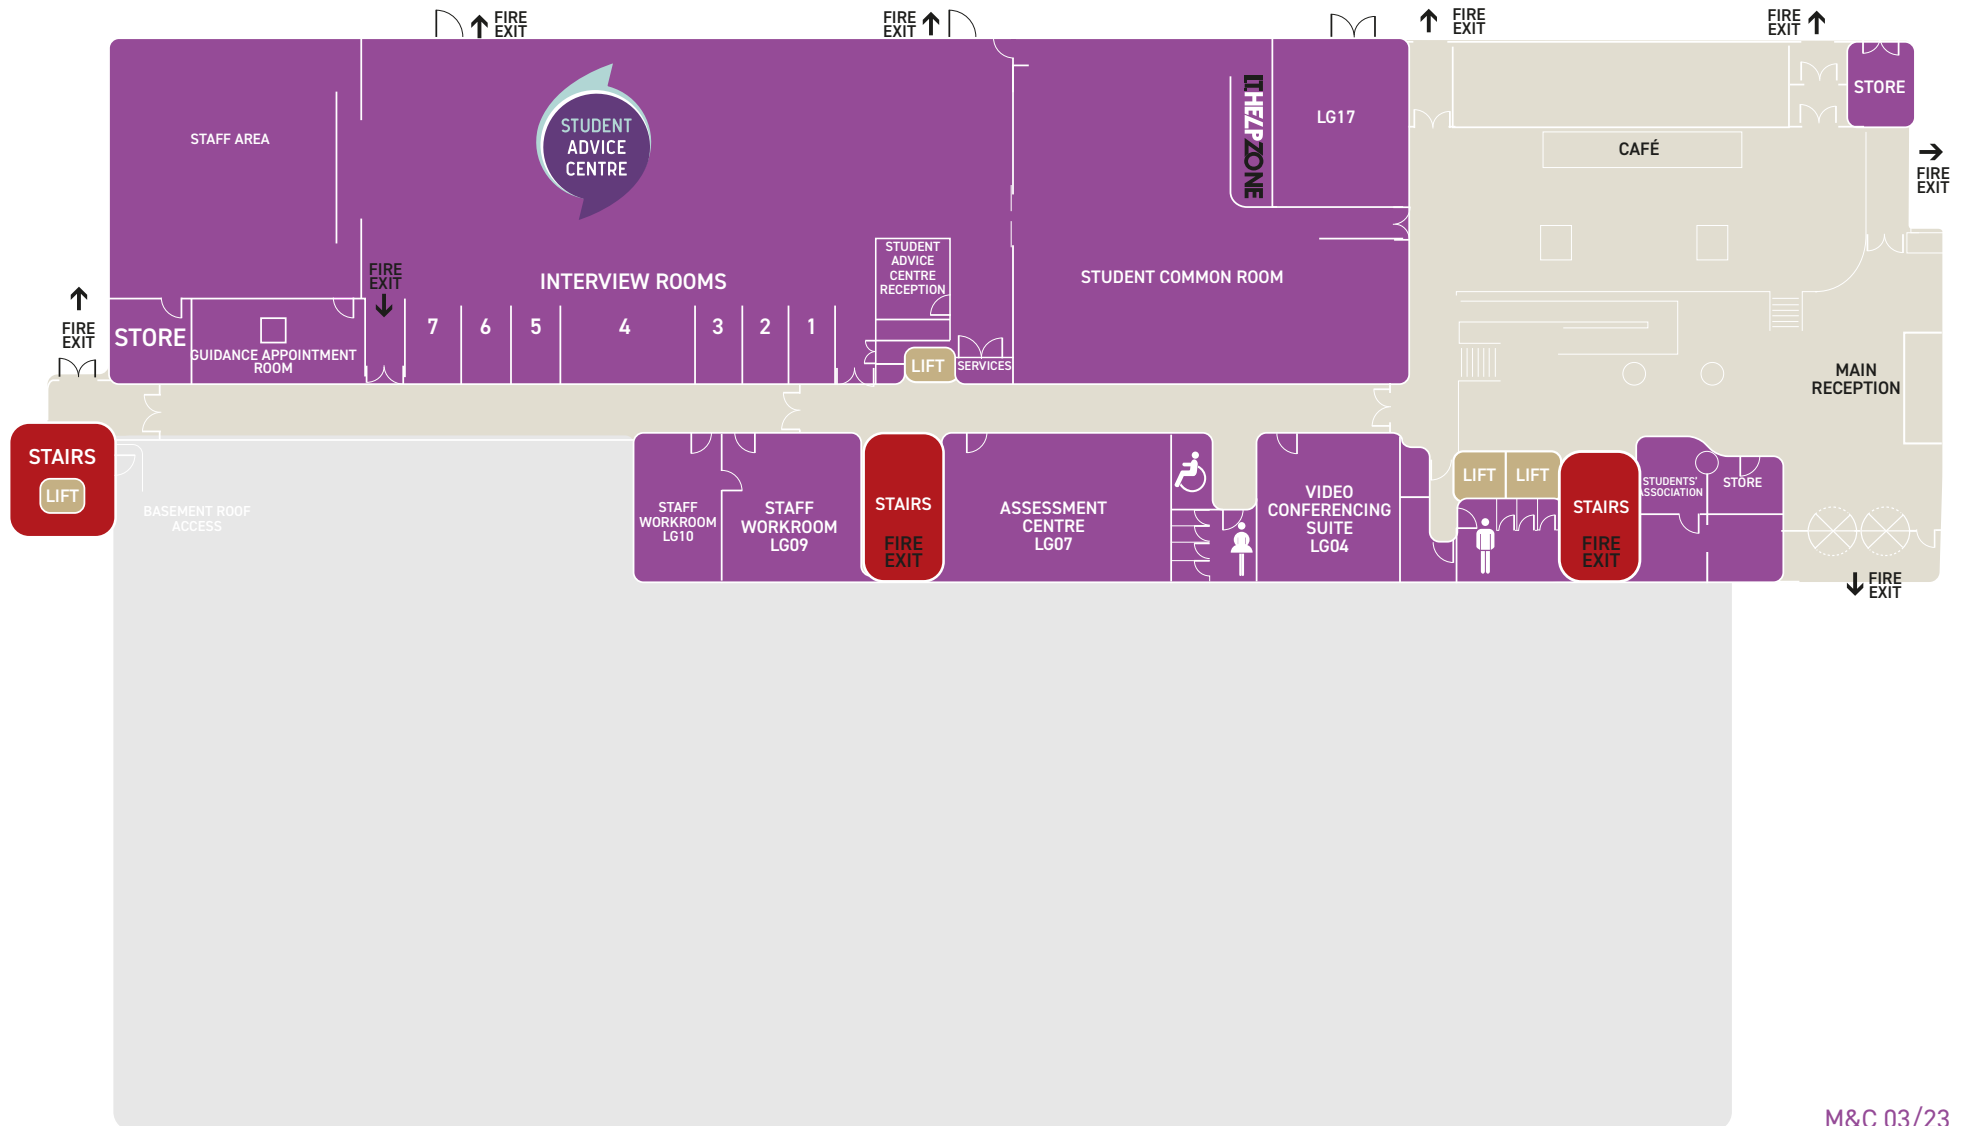 FIRE
EXIT
FIRE
EXIT
FIRE
EXIT
FIRE
EXIT
STAFF AREA
STUDENT
ADVICE
CENTRE
IT HELPZONE
LG17
CAFÉ
STORE
FIRE
EXIT
FIRE
EXIT
FIRE
EXIT
INTERVIEW ROOMS
STUDENT
ADVICE
CENTRE
RECEPTION
STUDENT COMMON ROOM
STORE
GUIDANCE APPOINTMENT
ROOM
7
6
5
4
3
2
1
LIFT
SERVICES
MAIN
RECEPTION
STAIRS
LIFT
BASEMENT ROOF
ACCESS
STAFF
WORKROOM
LG10
STAFF
WORKROOM
LG09
STAIRS
FIRE
EXIT
ASSESSMENT
CENTRE
LG07
VIDEO
CONFERENCING
SUITE
LG04
LIFT
LIFT
STAIRS
FIRE
EXIT
STUDENTS'
ASSOCIATION
STORE
FIRE
EXIT
M&C 03/23